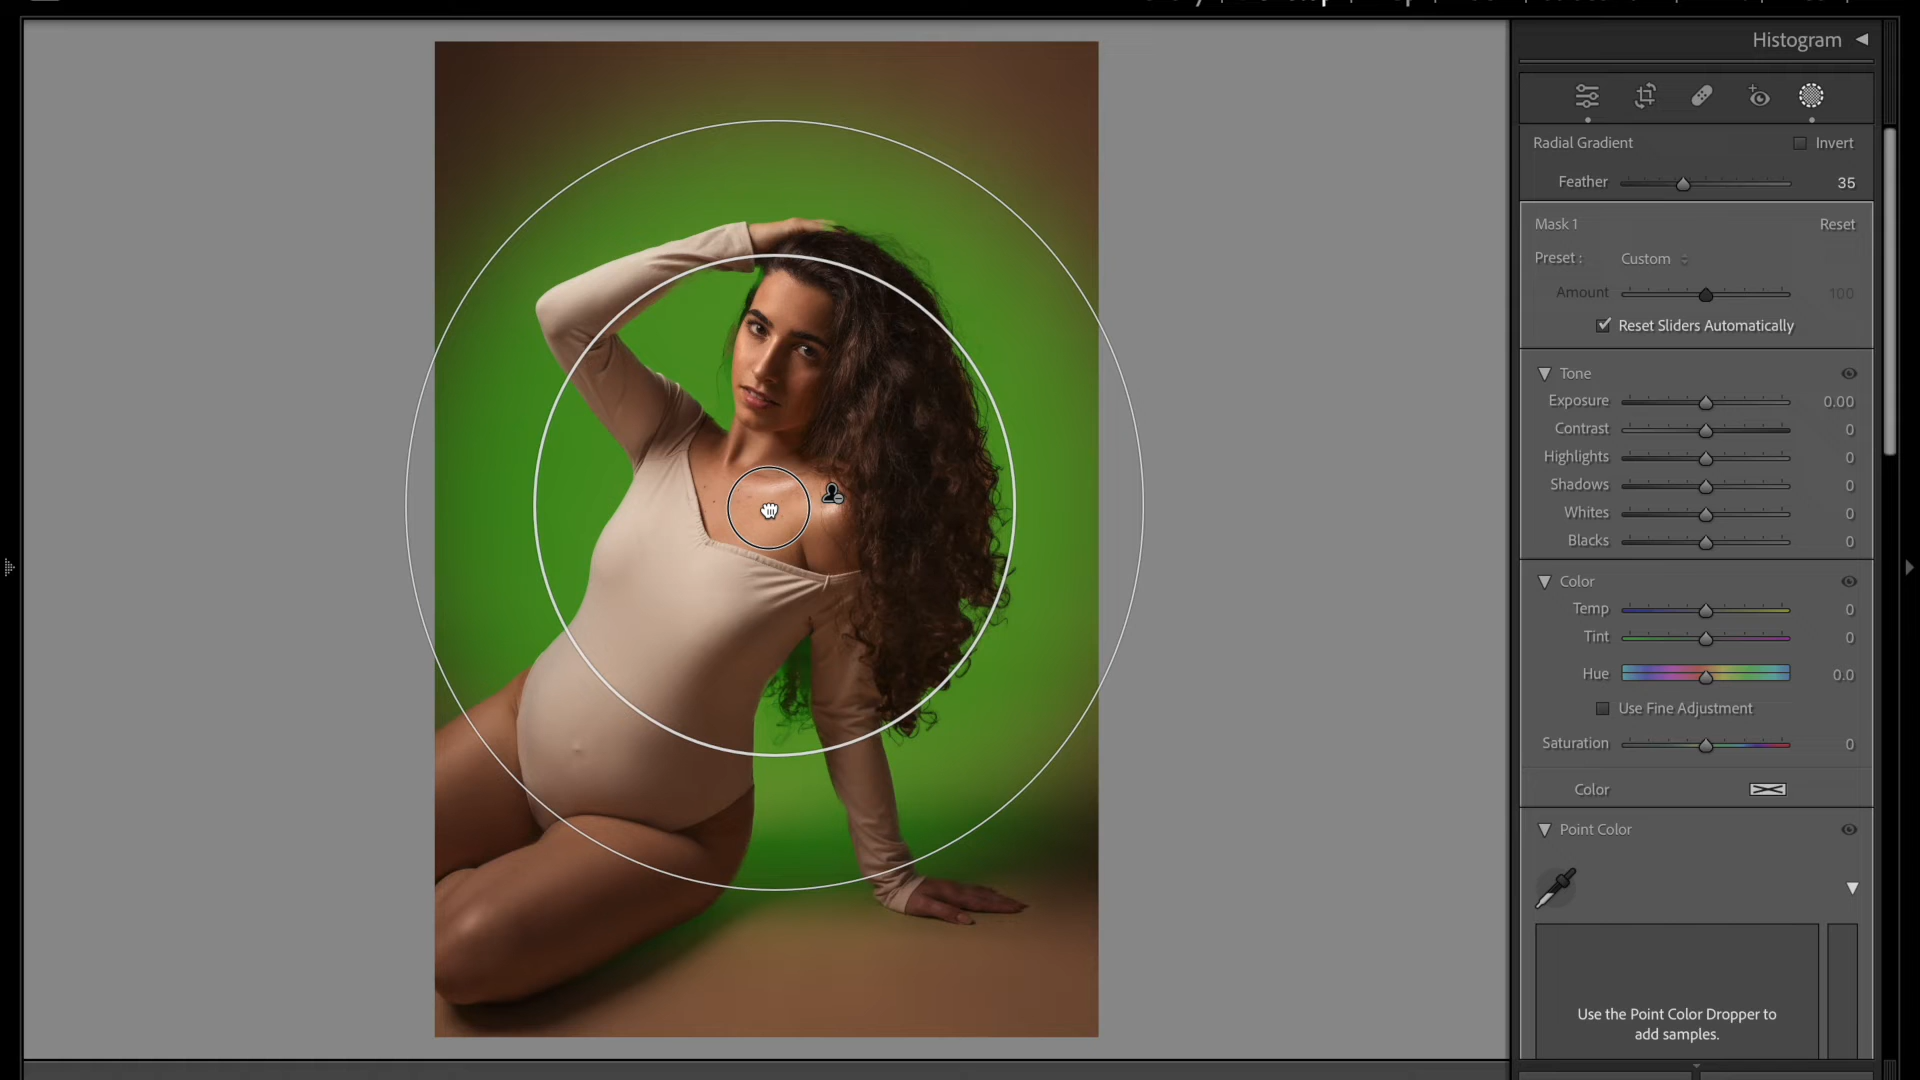 Histogram
Radial Gradient
Invert
Feather
35
Mask 1
Reset
Preset :
Custom
Amount
100
Reset Sliders Automatically
Tone
Exposure
0.00
Contrast
0
Highlights
0
Shadows
0
Whites
0
Blacks
0
Color
Temp
0
Tint
0
Hue
0.0
Use Fine Adjustment
Saturation
0
Color
Point Color
Use the Point Color Dropper to
add samples.